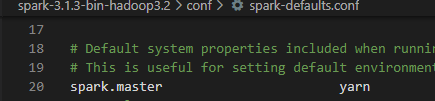 spark-3.1.3-bin-hadoop3.2 > conf > spark-defaults.conf
17
18 # Default system properties included when runnin
19 # This is useful for setting default environment
20 spark.master yarn